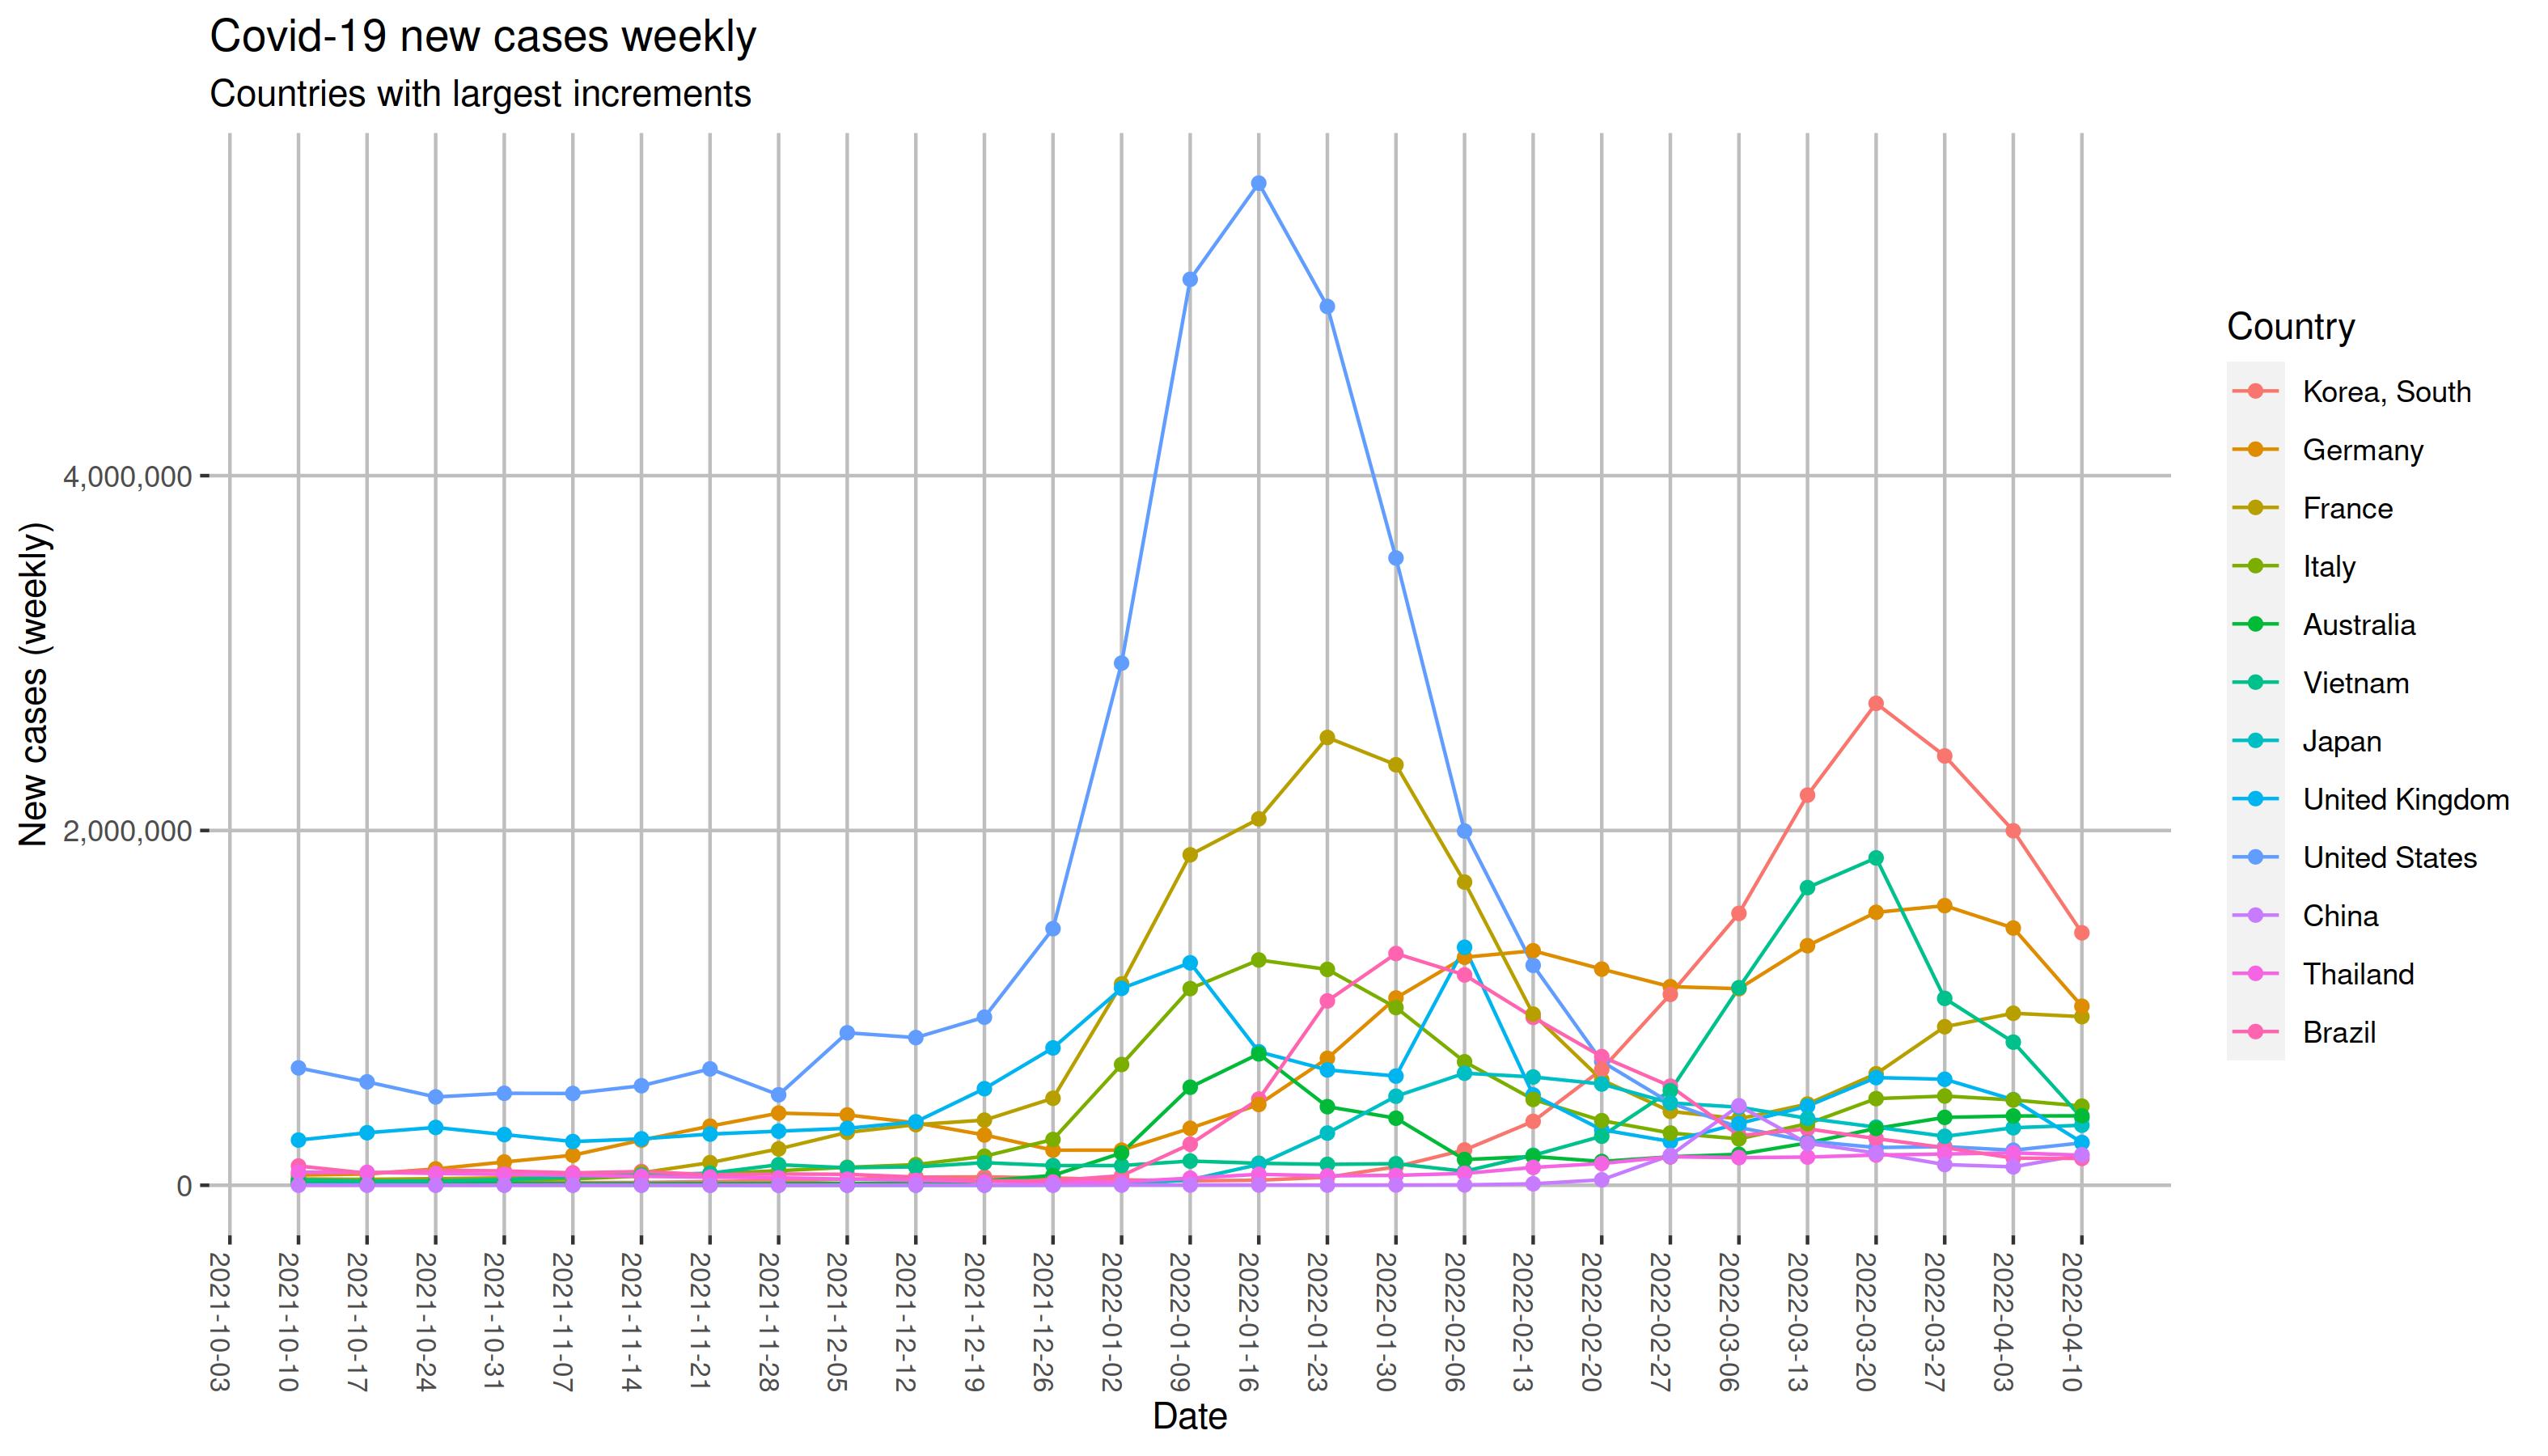 Covid-19 new cases weekly
Countries with largest increments
New cases (weekly)
4,000,000
2,000,000
0
2021-10-03
2021-10-10
2021-10-17
2021-10-24
2021-10-31
2021-11-07
2021-11-14
2021-11-21
2021-11-28
2021-12-05
2021-12-12
2021-12-19
2021-12-26
2022-01-02
2022-01-09
2022-01-16
2022-01-23
2022-01-30
2022-02-06
2022-02-13
2022-02-20
2022-02-27
2022-03-06
2022-03-13
2022-03-20
2022-03-27
2022-04-03
2022-04-10
Date
Country
Korea, South
Germany
France
Italy
Australia
Vietnam
Japan
United Kingdom
United States
China
Thailand
Brazil